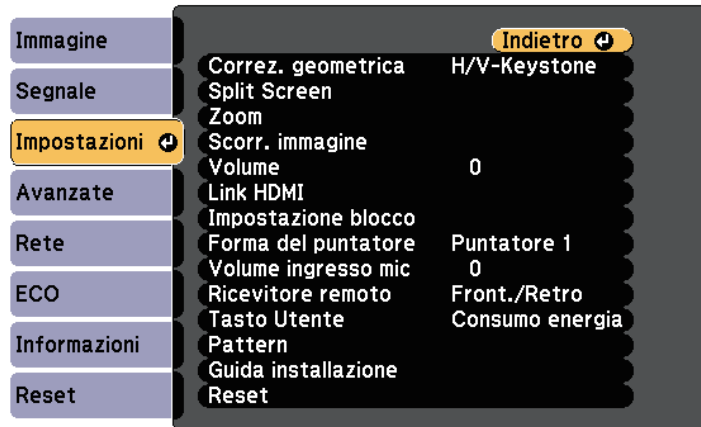 Immagine
Segnale
Impostazioni
Avanzate
Rete
ECO
Informazioni
Reset
Indietro
Correz. geometrica H/V-Keystone
Split Screen
Zoom
Scorr. immagine
Volume 0
Link HDMI
Impostazione blocco
Forma del puntatore Puntatore 1
Volume ingresso mic 0
Ricevitore remoto Front./Retro
Tasto Utente Consumo energia
Pattern
Guida installazione
Reset